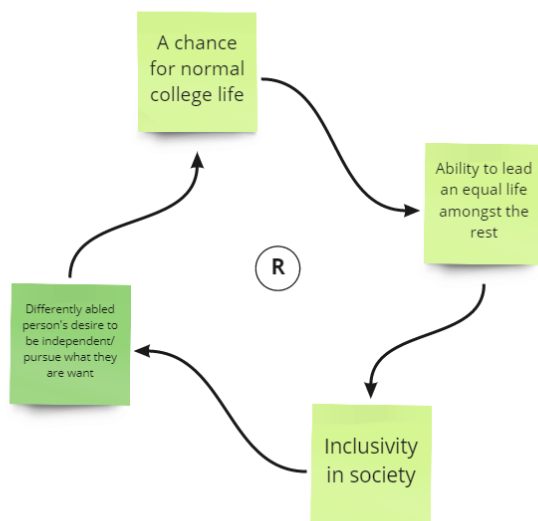 A chance
for normal
college life
Ability to lead
an equal life
amongst the
rest
R
Differently abled
person's desire to
be independent/
pursue what they
are want
Inclusivity
in society